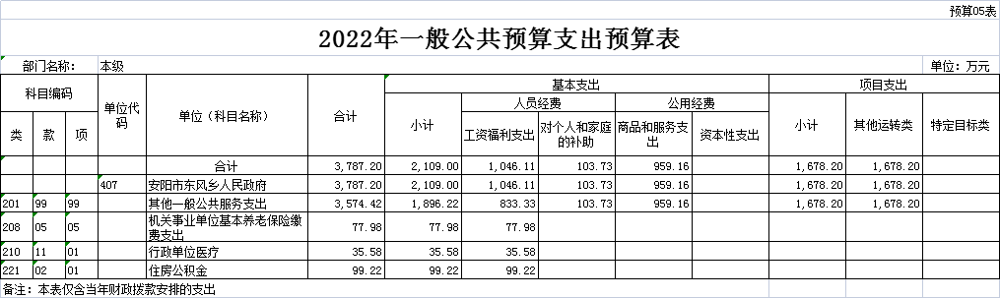 预算05表
2022年一般公共预算支出预算表
部门名称： 本级 单位：万元
科目编码 单位代码 单位（科目名称） 合计 基本支出 项目支出
人员经费 公用经费
类 款 项 小计 工资福利支出 对个人和家庭的补助 商品和服务支出 资本性支出 小计 其他运转类 特定目标类
合计 3,787.20 2,109.00 1,046.11 103.73 959.16 1,678.20 1,678.20
407 安阳市东风乡人民政府 3,787.20 2,109.00 1,046.11 103.73 959.16 1,678.20 1,678.20
201 99 99 其他一般公共服务支出 3,574.42 1,896.22 833.33 103.73 959.16 1,678.20 1,678.20
208 05 05 机关事业单位基本养老保险缴费支出 77.98 77.98 77.98
210 11 01 行政单位医疗 35.58 35.58 35.58
221 02 01 住房公积金 99.22 99.22 99.22
备注：本表仅含当年财政拨款安排的支出